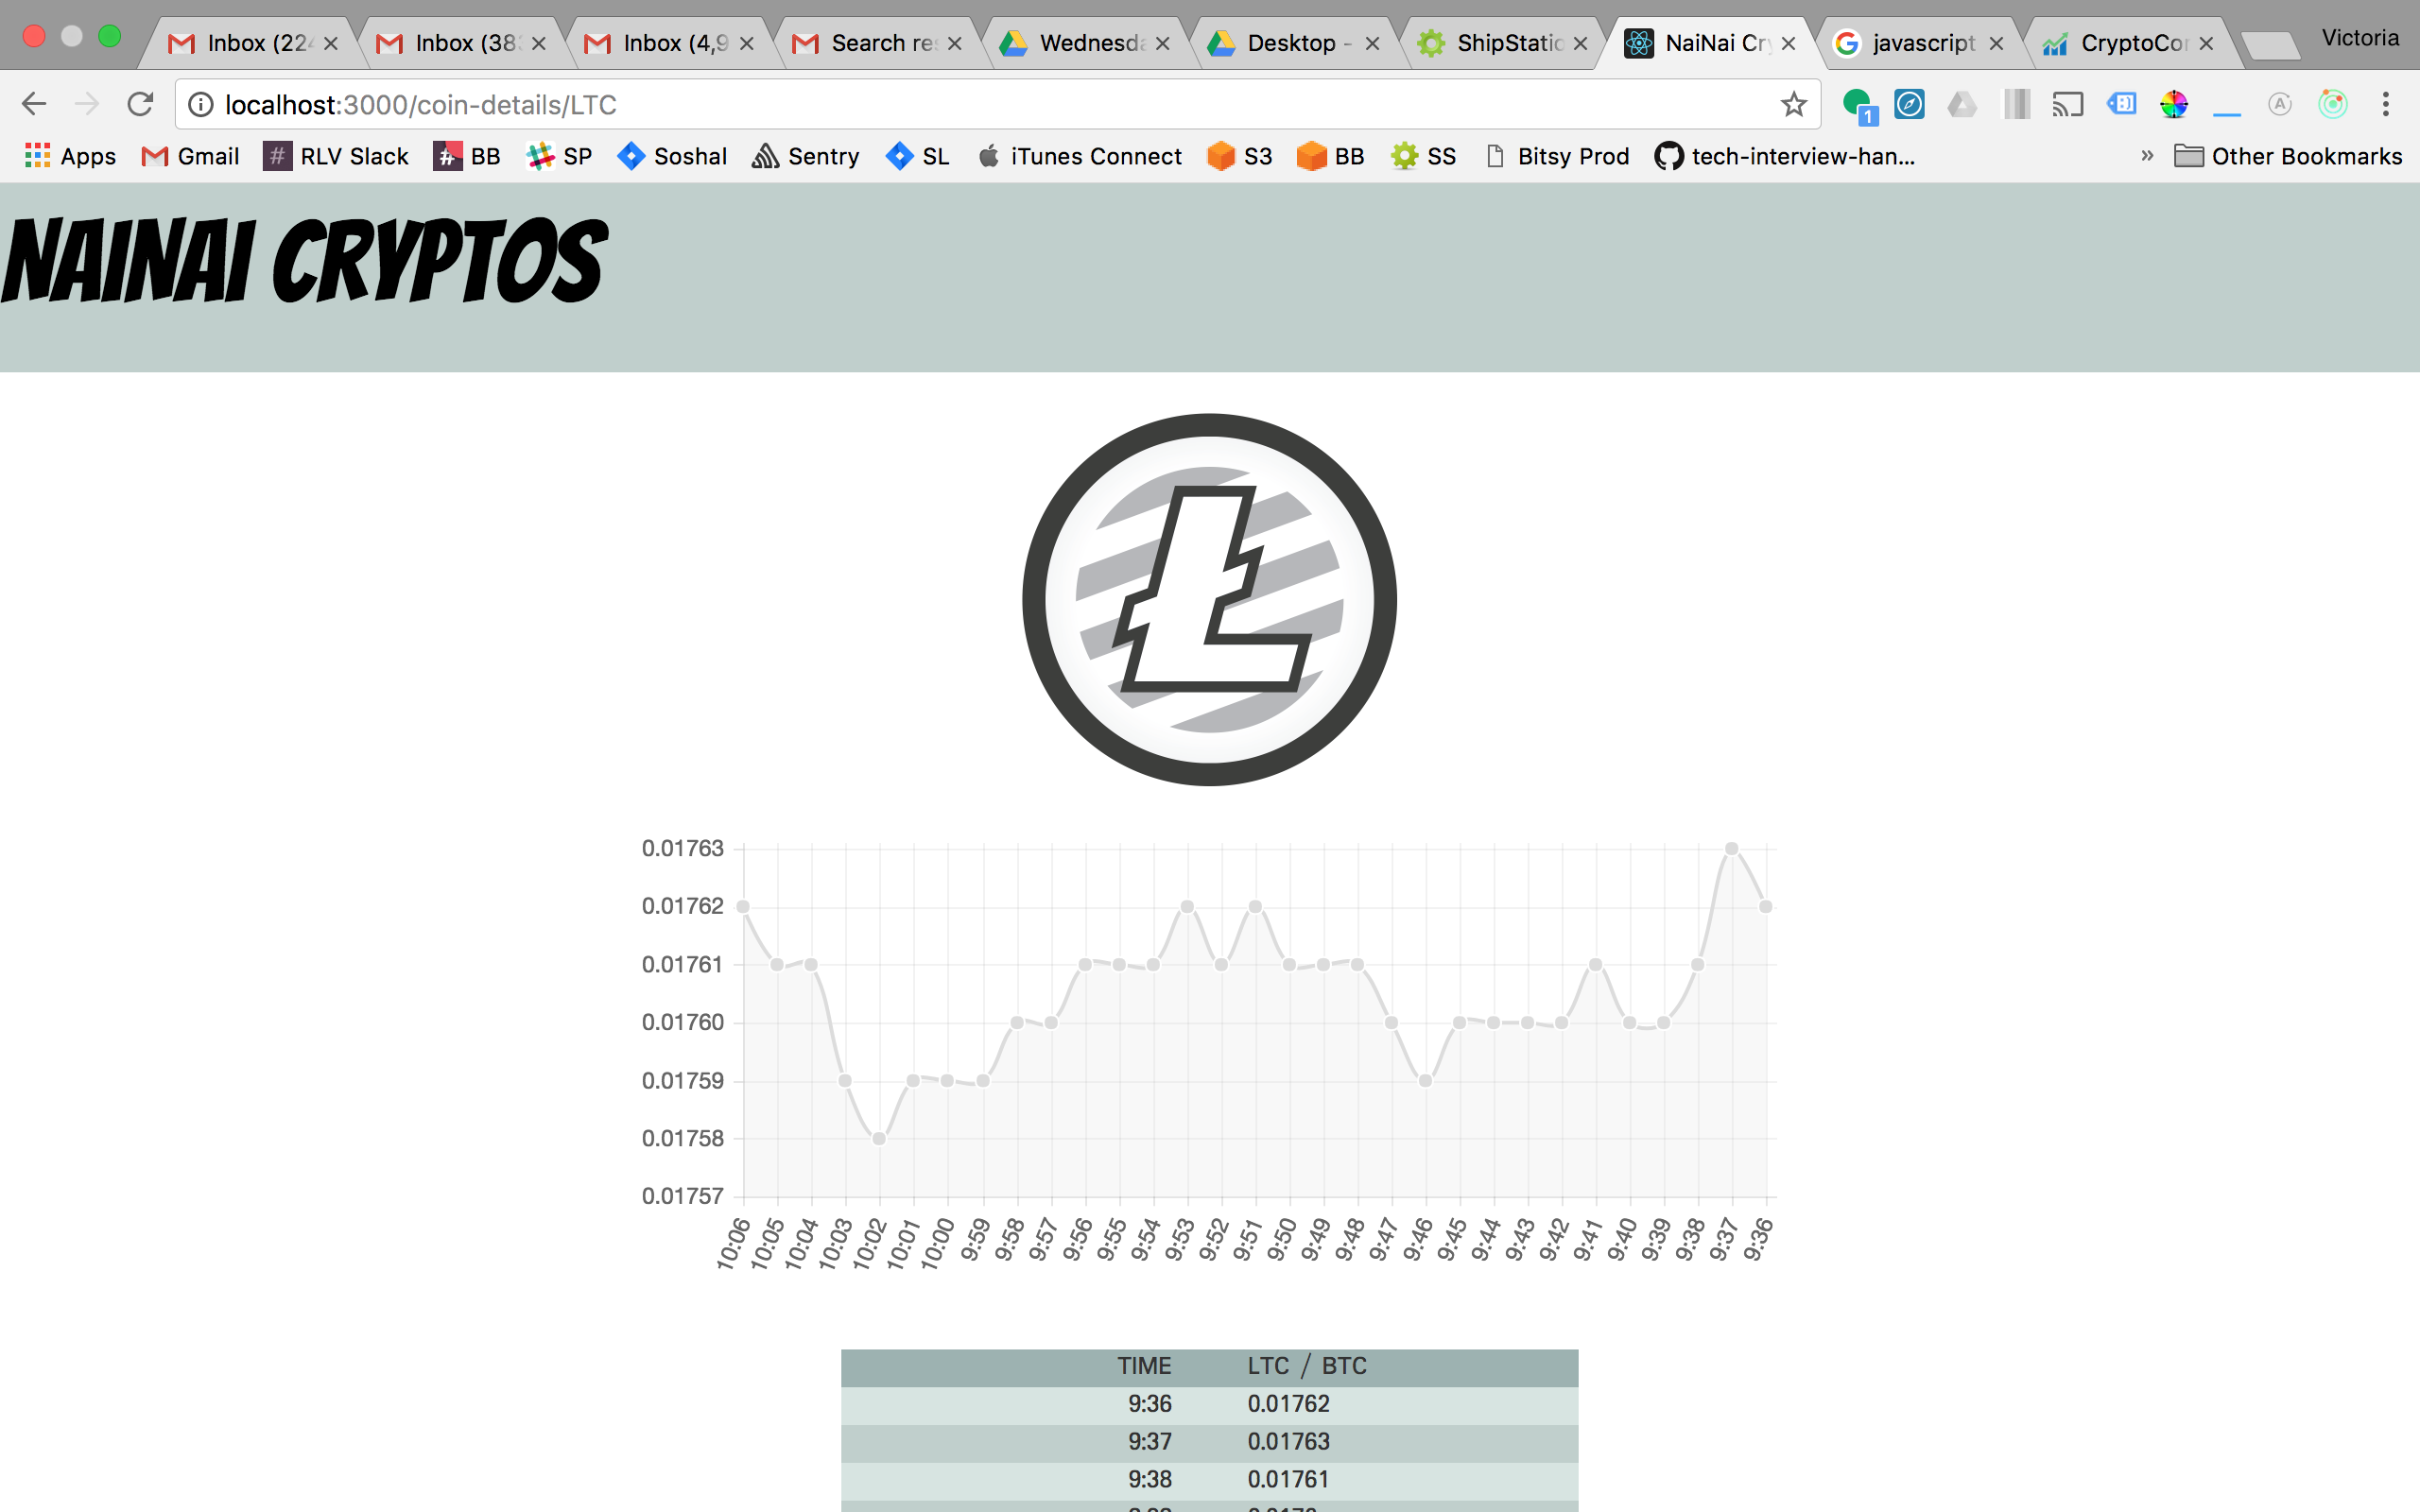 Inbox (224 Inbox (383 Inbox (4,9 Search res Wednesda Desktop - ShipStatio NaiNai Cry javascript CryptoCor Victoria
localhost:3000/coin-details/LTC 1
Apps Gmail RLV Slack BB SP Soshal Sentry SL iTunes Connect S3 BB SS Bitsy Prod tech-interview-han... » Other Bookmarks
NAINAI CRYPTOS
0.01763
0.01762
0.01761
0.01760
0.01759
0.01758
0.01757
10:06 10:05 10:04 10:03 10:02 10:01 10:00 9:59 9:58 9:57 9:56 9:55 9:54 9:53 9:52 9:51 9:50 9:49 9:48 9:47 9:46 9:45 9:44 9:43 9:42 9:41 9:40 9:39 9:38 9:37 9:36
TIME LTC / BTC
9:36 0.01762
9:37 0.01763
9:38 0.01761